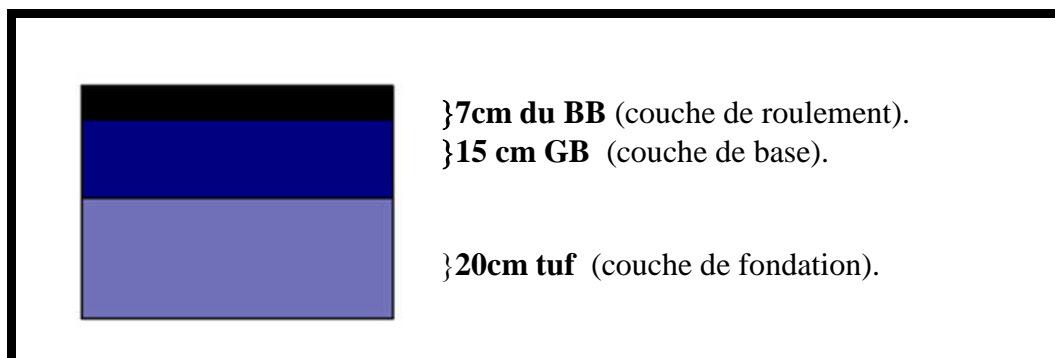 }7cm du BB (couche de roulement).
}15 cm GB (couche de base).
}20cm tuf (couche de fondation).